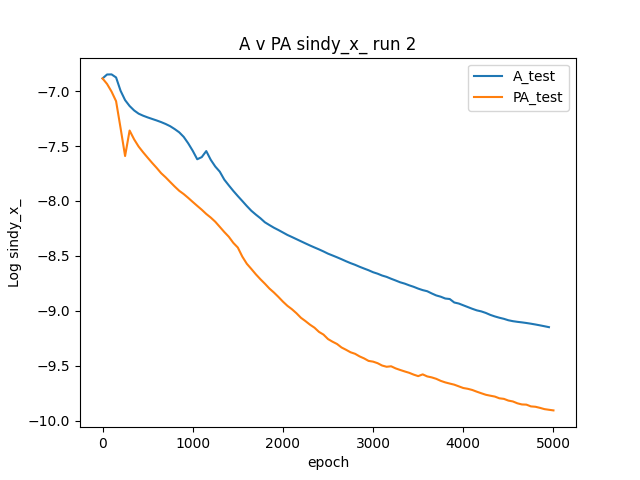 A v PA sindy_x_ run 2
A_test
PA_test
Log sindy_x_
−7.0
−7.5
−8.0
−8.5
−9.0
−9.5
−10.0
0 1000 2000 3000 4000 5000
epoch